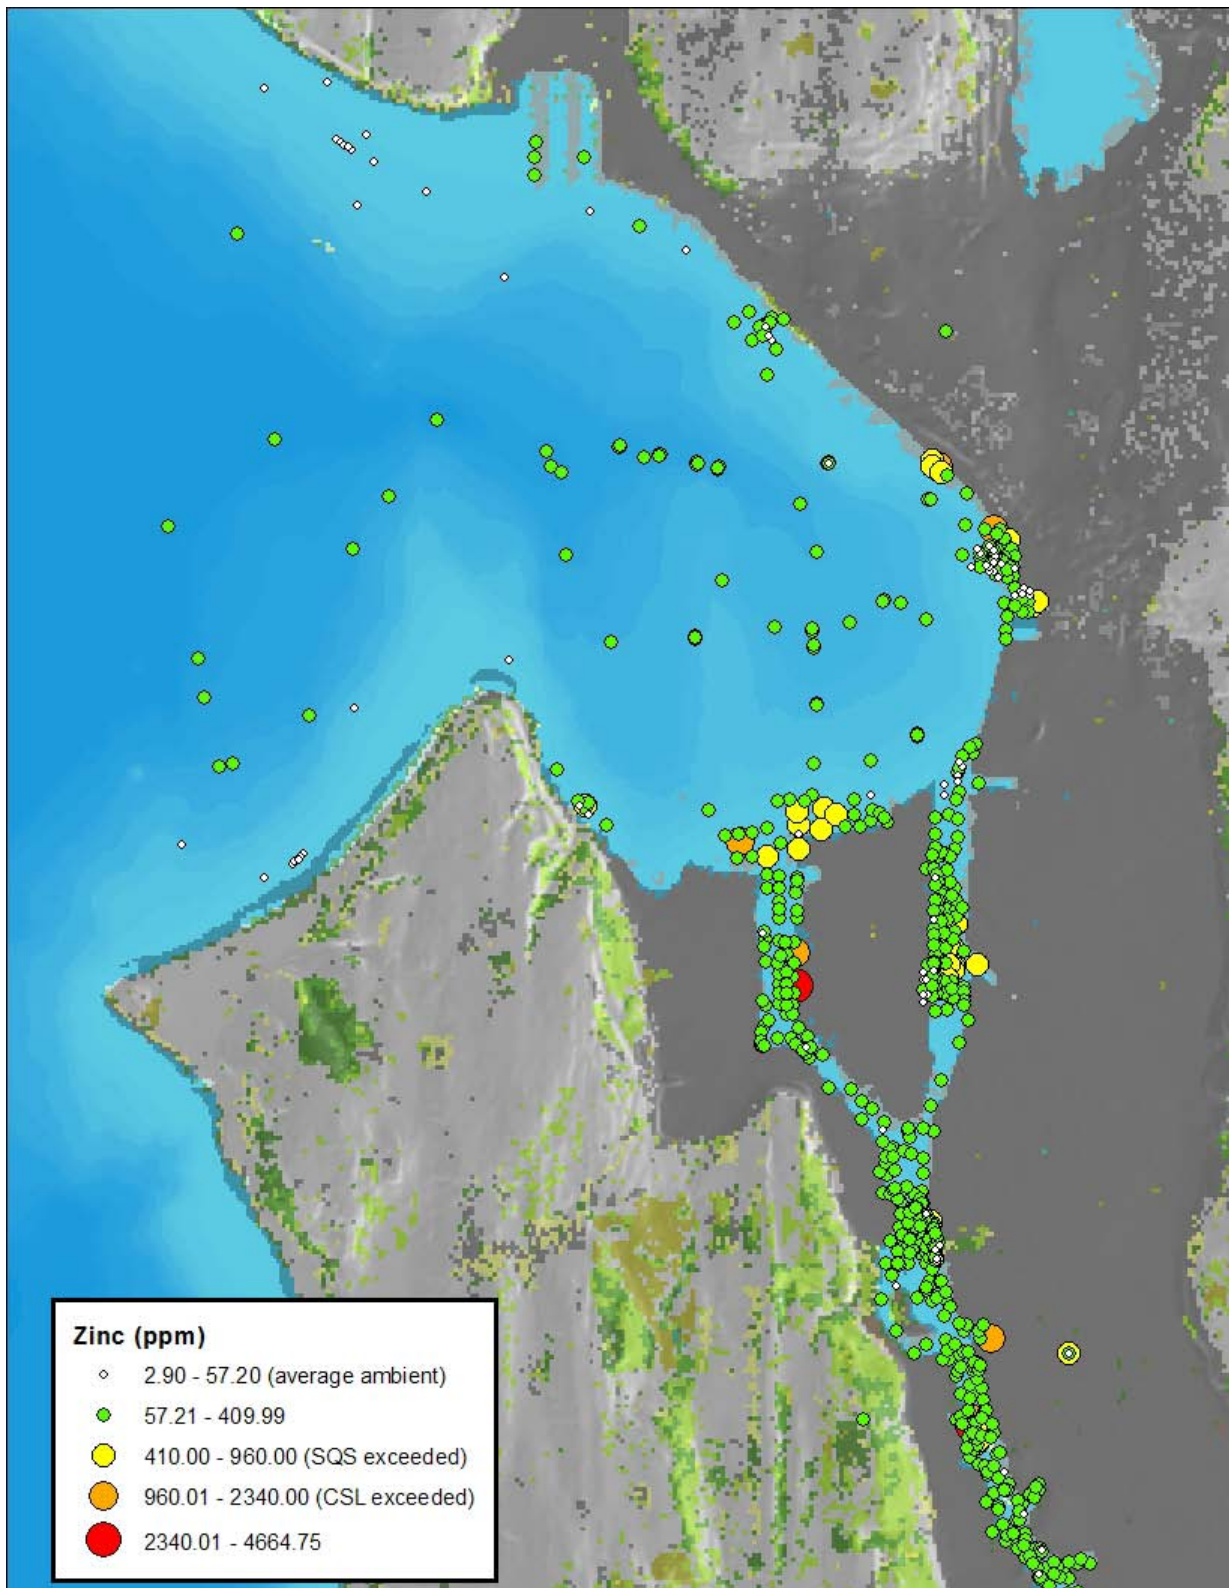 Zinc (ppm)
2.90 - 57.20 (average ambient)
57.21 - 409.99
410.00 - 960.00 (SQS exceeded)
960.01 - 2340.00 (CSL exceeded)
2340.01 - 4664.75